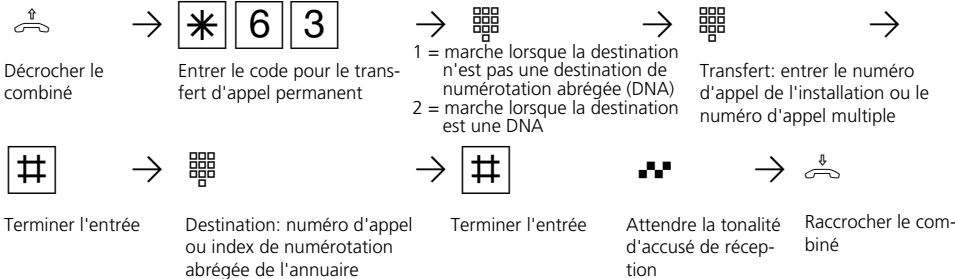 * 6 3
Décrocher le
combiné
Entrer le code pour le trans-
fert d'appel permanent
1 = marche lorsque la destination
n'est pas une destination de
numérotation abrégée (DNA)
2 = marche lorsque la destination
est une DNA
Transfert: entrer le numéro
d'appel de l'installation ou le
numéro d'appel multiple
#
Terminer l'entrée
Destination: numéro d'appel
ou index de numérotation
abrégée de l'annuaire
#
Terminer l'entrée
Attendre la tonalité
d'accusé de récep-
tion
Raccrocher le com-
biné